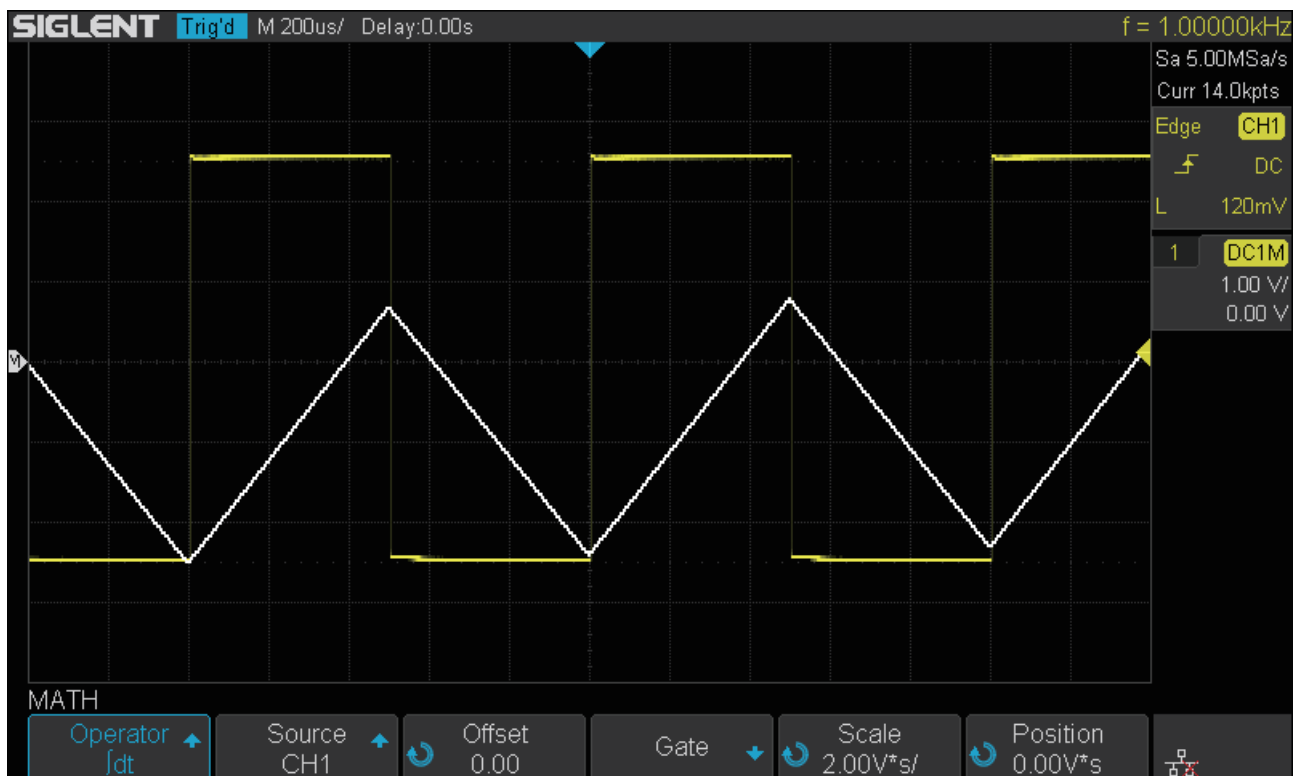 SIGLENT Trig'd M 200us/ Delay:0.00s f = 1.00000kHz
Sa 5.00MSa/s
Curr 14.0kpts
Edge CH1
DC
L 120mV
1 DC1M
1.00 V/
0.00 V
M
MATH
Operator Source Offset Gate Scale Position
∫dt CH1 0.00 2.00V*s/ 0.00V*s